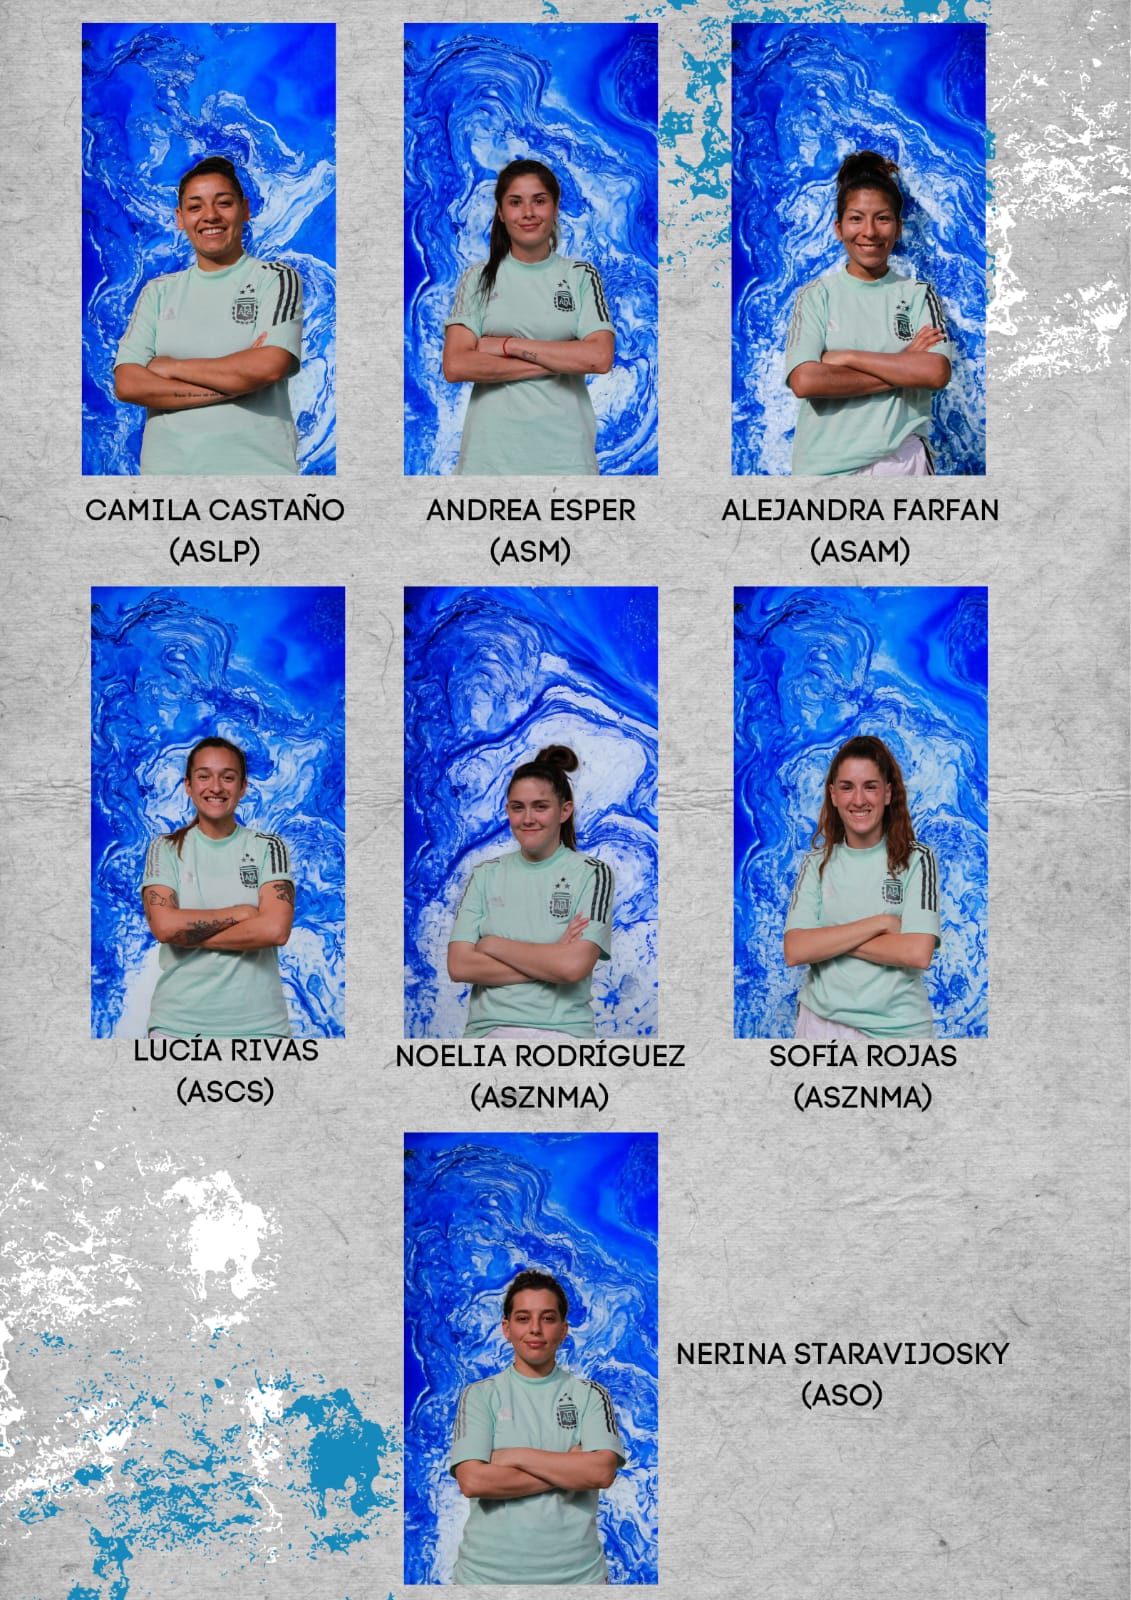 CAMILA CASTAÑO
(ASLP)
ANDREA ESPER
(ASM)
ALEJANDRA FARFAN
(ASAM)
LUCÍA RIVAS
(ASCS)
NOELIA RODRÍGUEZ
(ASZNMA)
SOFÍA ROJAS
(ASZNMA)
NERINA STARAVIJOSKY
(ASO)